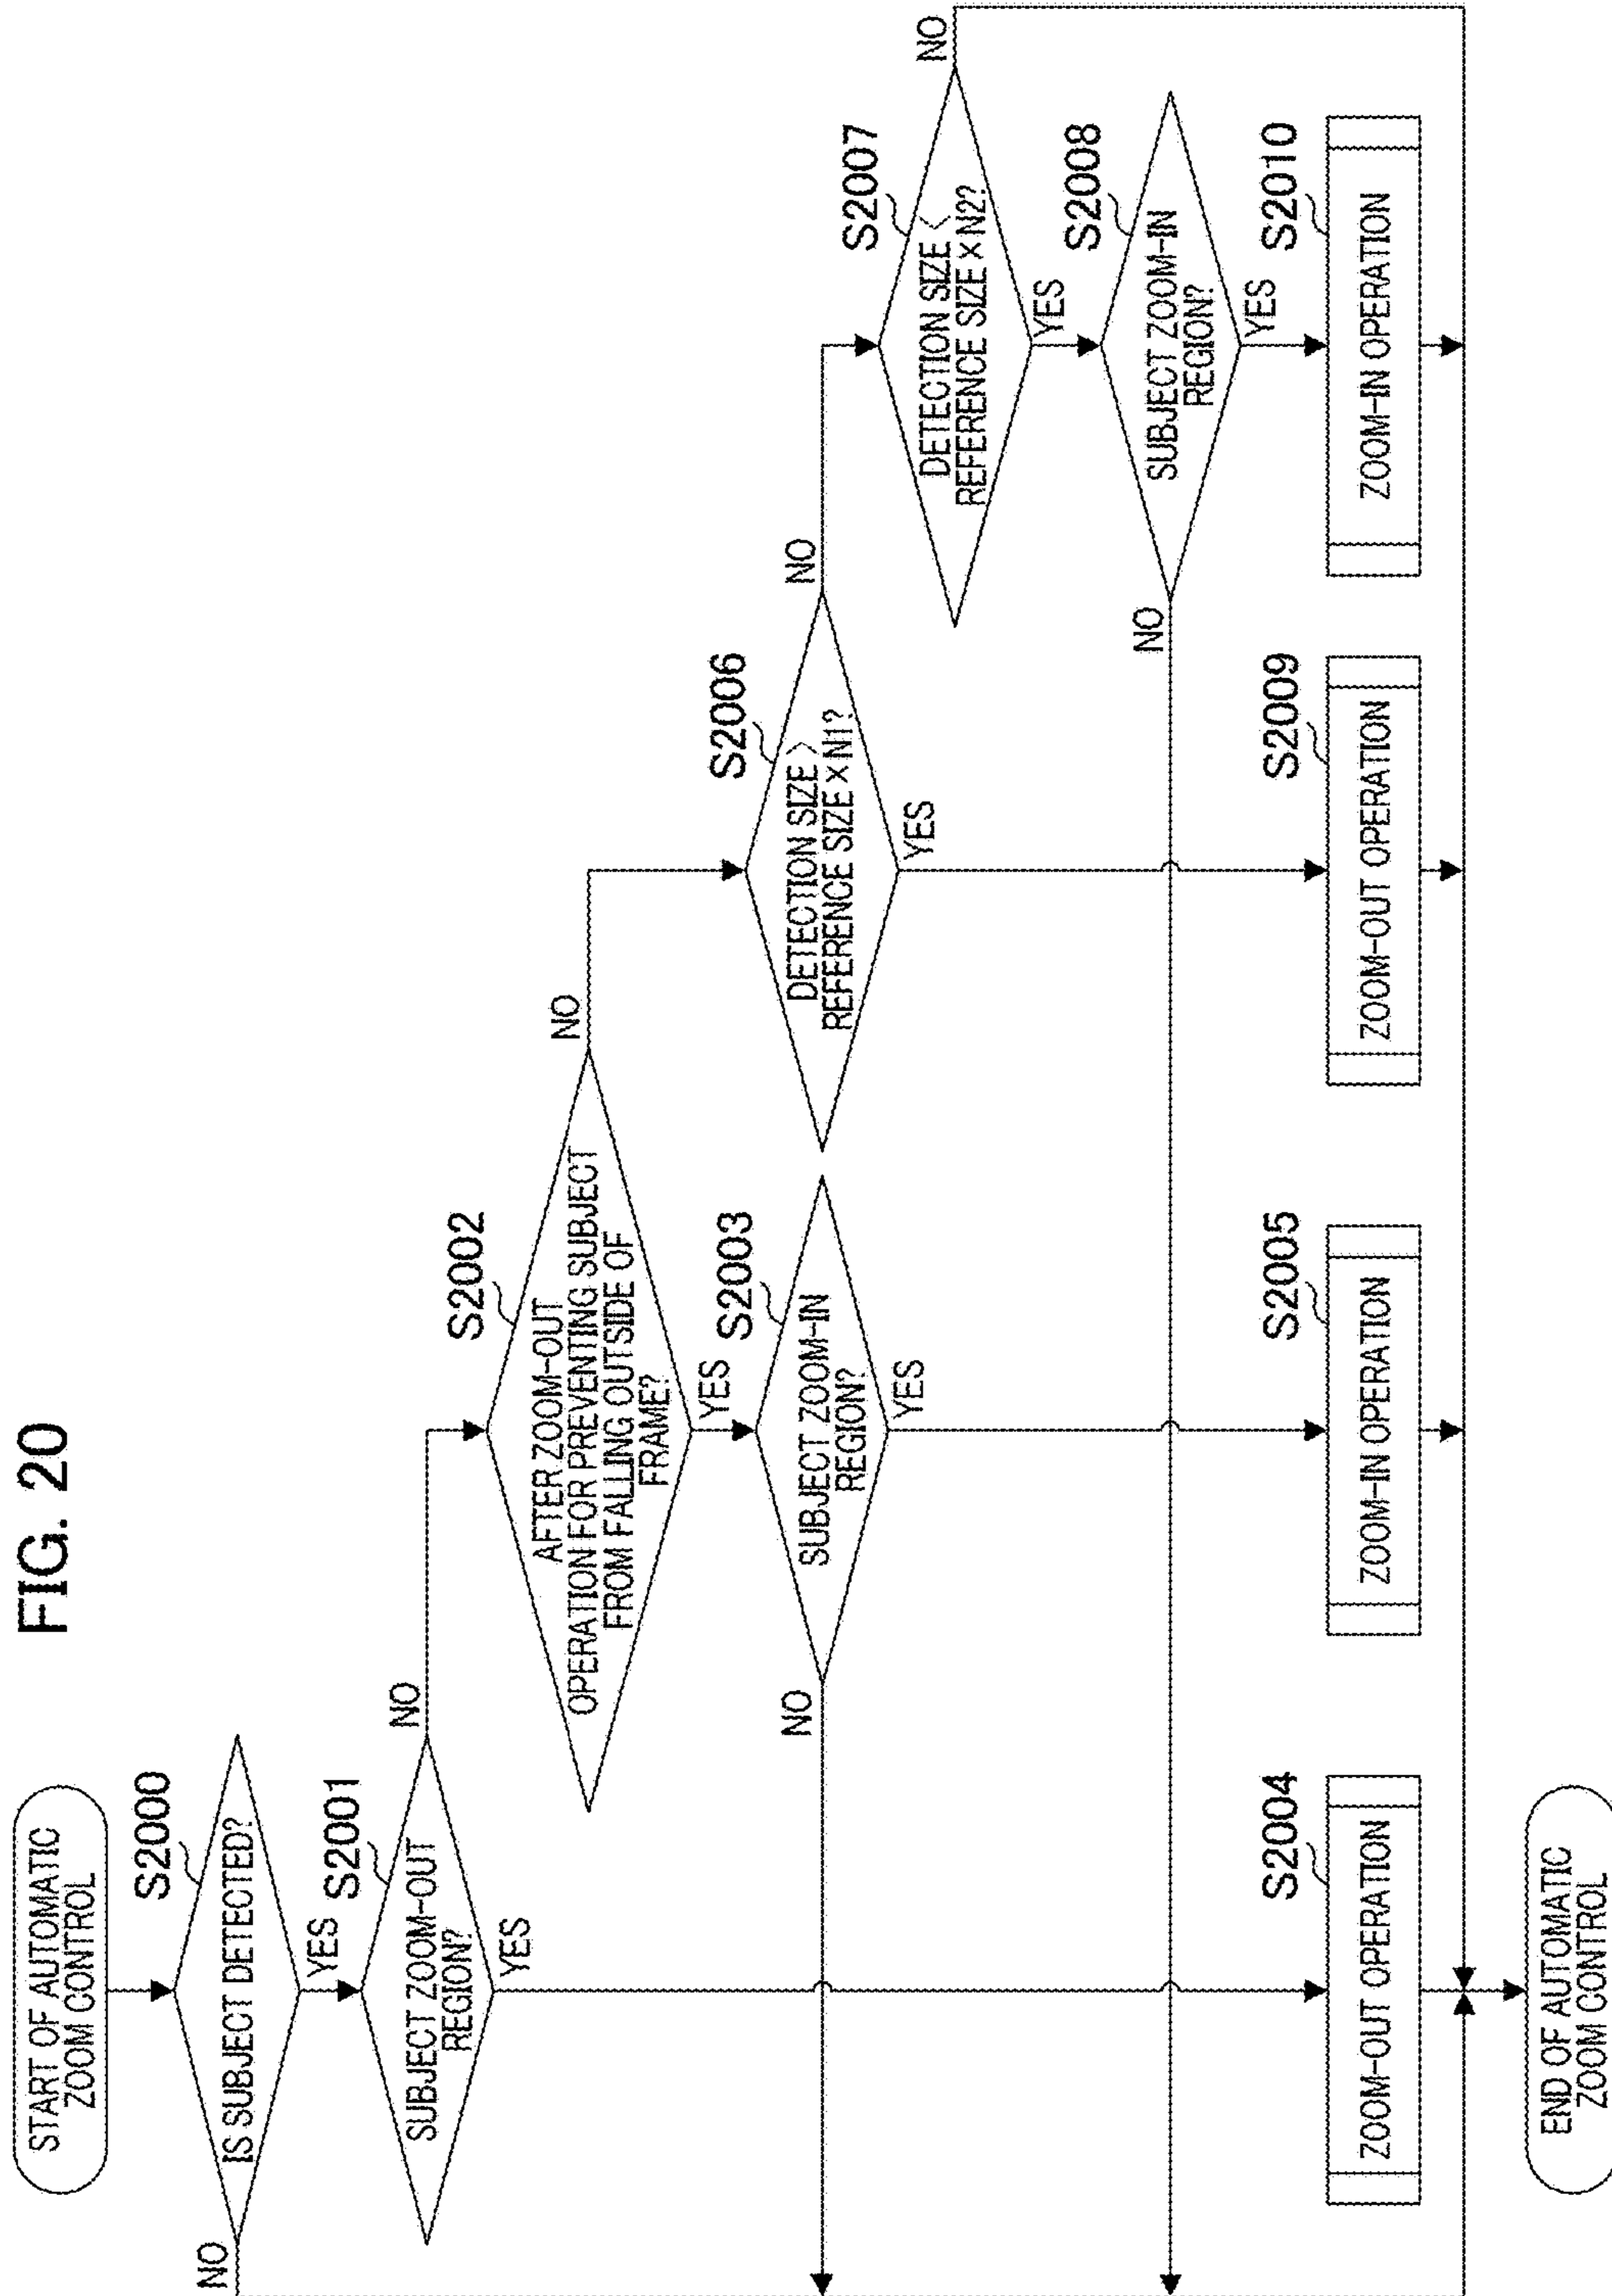 FIG. 20
START OF AUTOMATIC
ZOOM CONTROL
S2000
IS SUBJECT DETECTED?
NO
YES
S2001
SUBJECT ZOOM-OUT
REGION?
NO
YES
S2002
AFTER ZOOM-OUT
OPERATION FOR PREVENTING SUBJECT
FROM FALLING OUTSIDE OF
FRAME?
NO
YES
S2003
SUBJECT ZOOM-IN
REGION?
NO
YES
S2006
DETECTION SIZE >
REFERENCE SIZE × N1?
NO
YES
S2007
DETECTION SIZE <
REFERENCE SIZE × N2?
NO
YES
S2008
SUBJECT ZOOM-IN
REGION?
NO
YES
S2004
ZOOM-OUT OPERATION
S2005
ZOOM-IN OPERATION
S2009
ZOOM-OUT OPERATION
S2010
ZOOM-IN OPERATION
END OF AUTOMATIC
ZOOM CONTROL